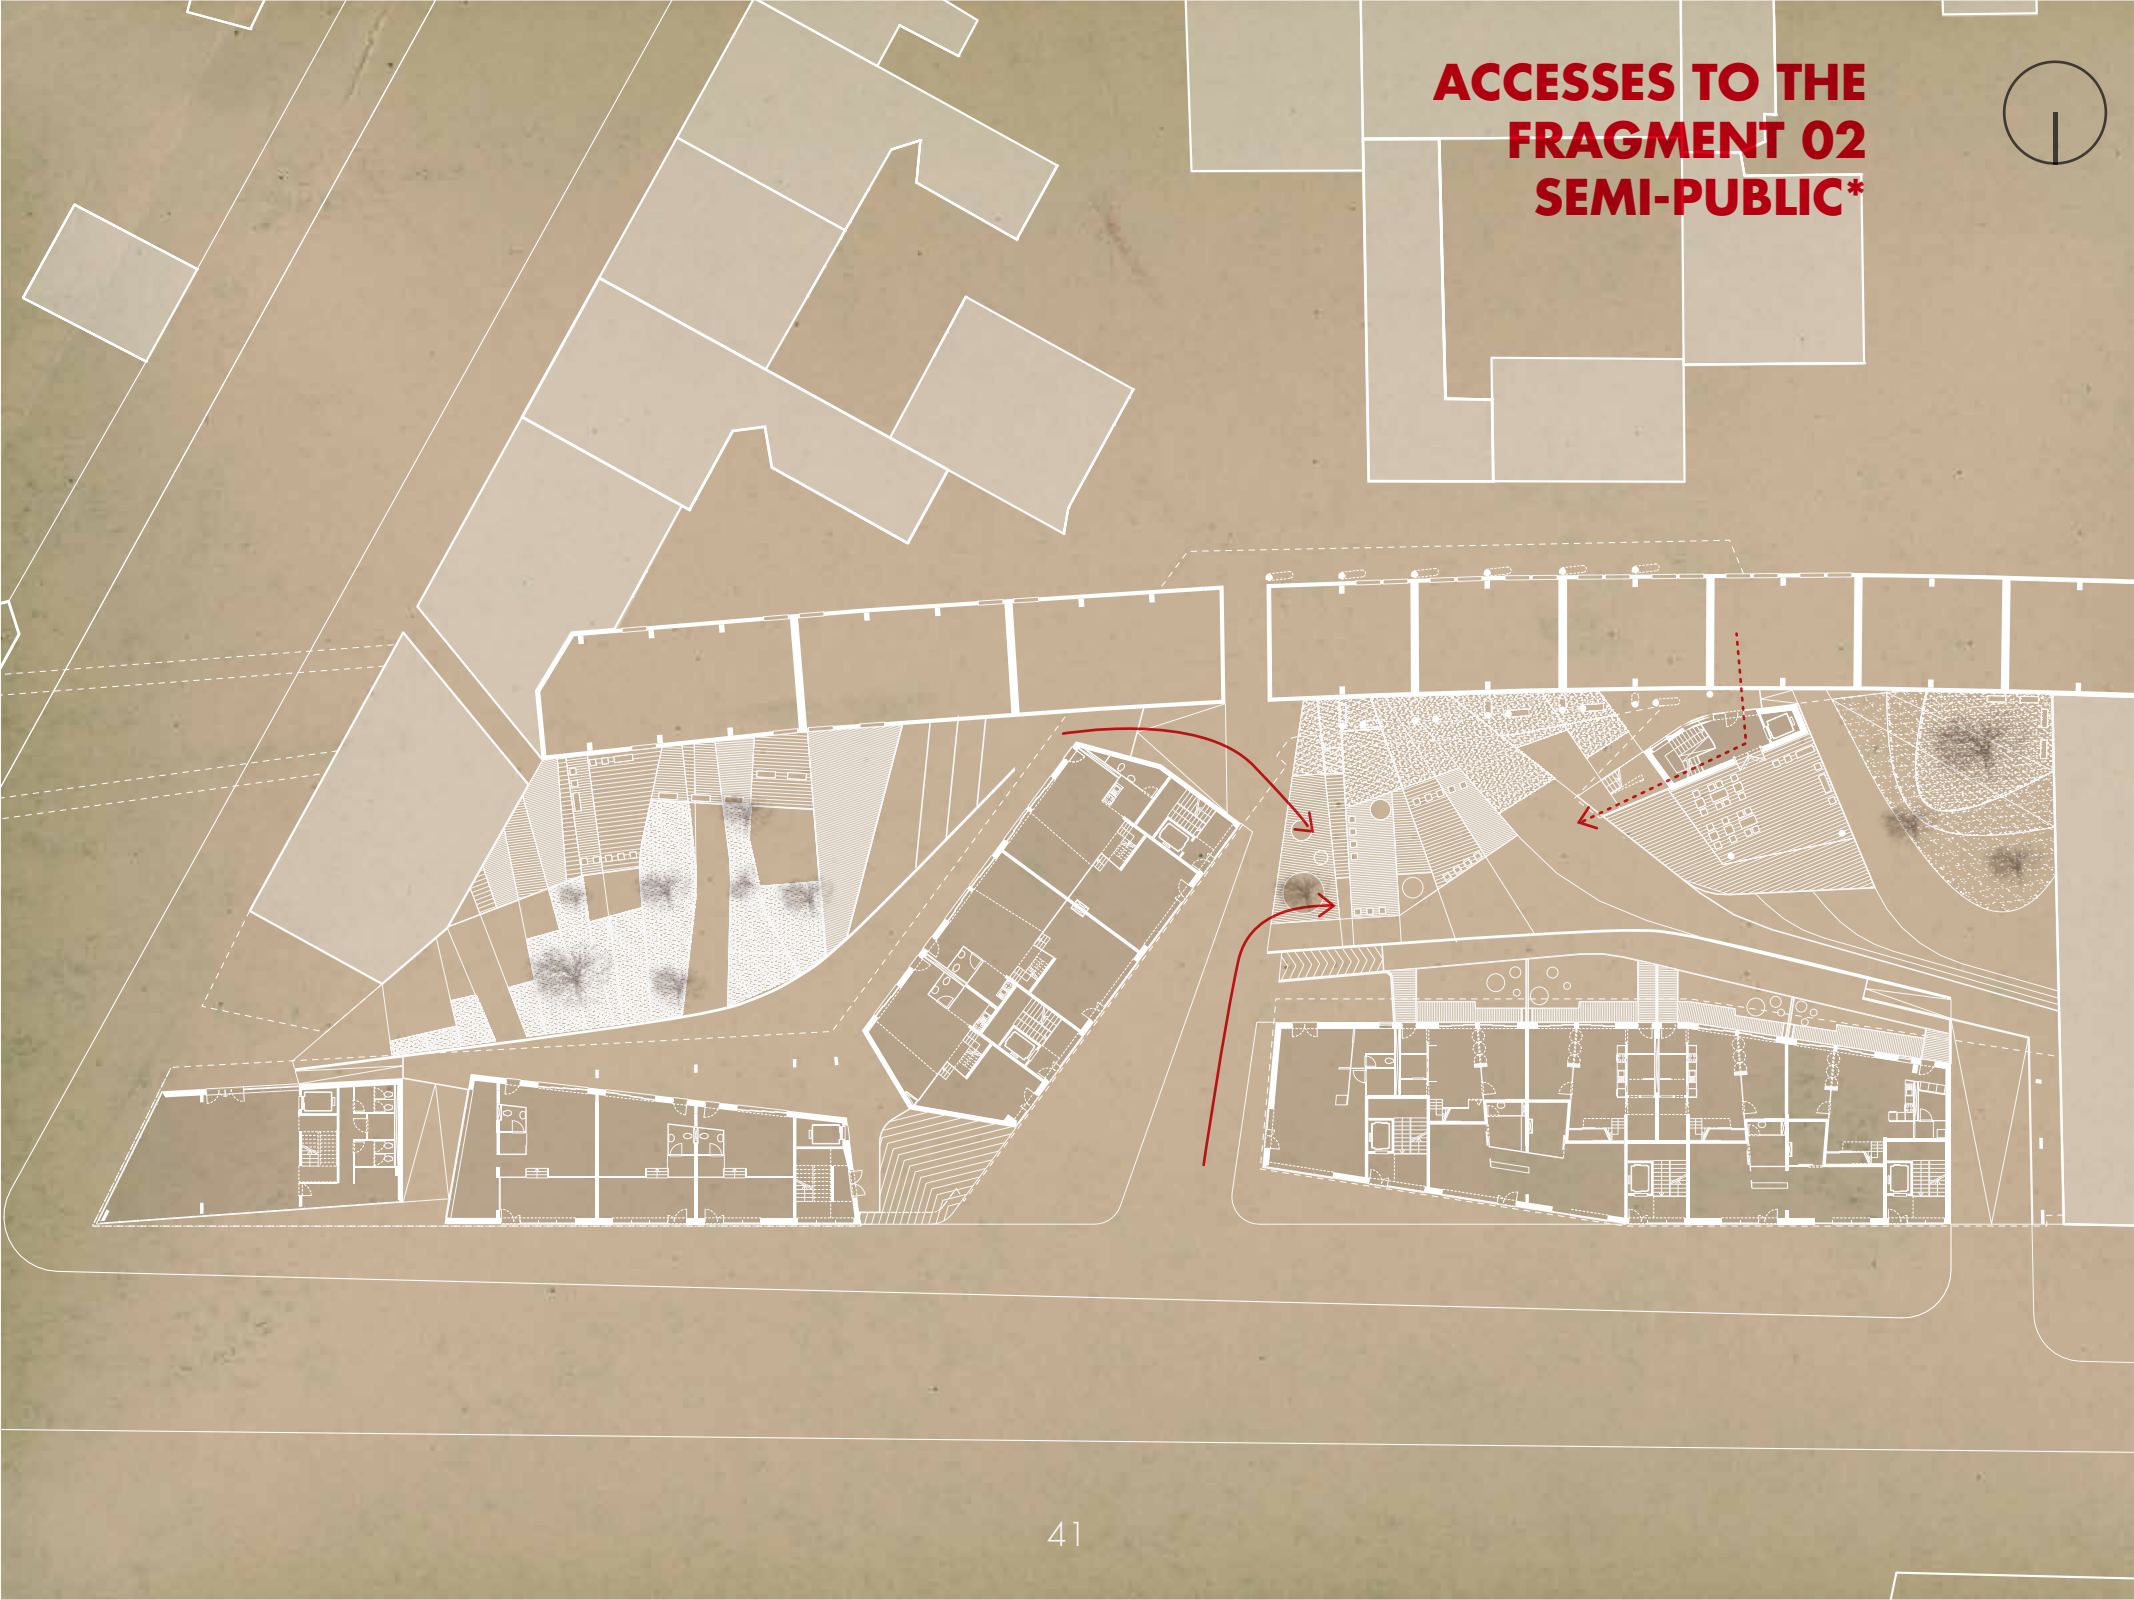 ACCESSES TO THE
FRAGMENT 02
SEMI-PUBLIC*
41